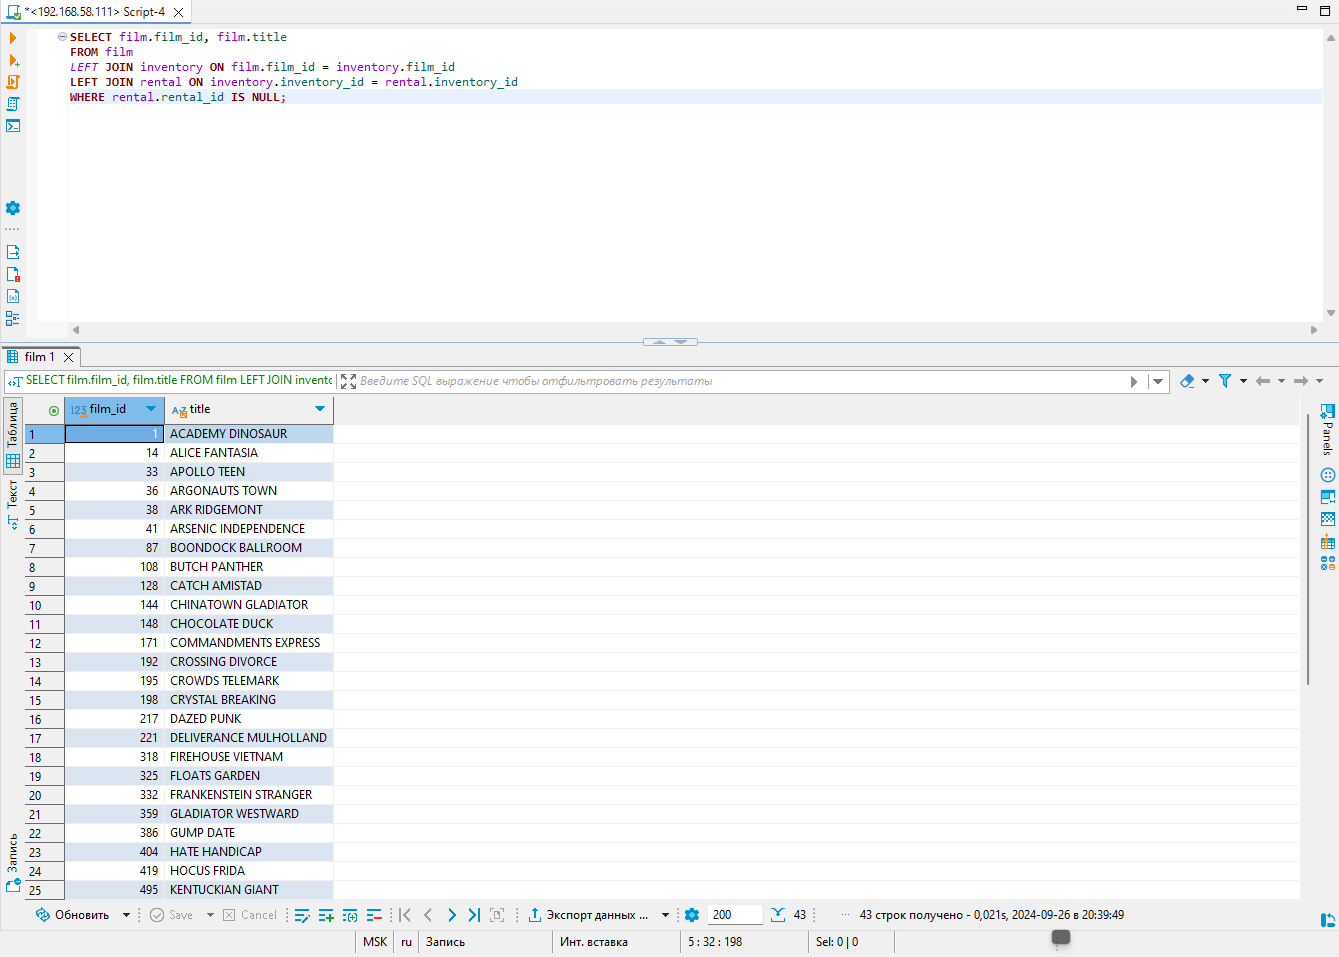 *<192.168.58.111> Script-4
SELECT film.film_id, film.title
FROM film
LEFT JOIN inventory ON film.film_id = inventory.film_id
LEFT JOIN rental ON inventory.inventory_id = rental.inventory_id
WHERE rental.rental_id IS NULL;
film 1
SELECT film.film_id, film.title FROM film LEFT JOIN invento
Введите SQL выражение чтобы отфильтровать результаты
Таблица
Текст
Запись
Panels
123 film_id
A-Z title
1 1 ACADEMY DINOSAUR
2 14 ALICE FANTASIA
3 33 APOLLO TEEN
4 36 ARGONAUTS TOWN
5 38 ARK RIDGEMONT
6 41 ARSENIC INDEPENDENCE
7 87 BOONDOCK BALLROOM
8 108 BUTCH PANTHER
9 128 CATCH AMISTAD
10 144 CHINATOWN GLADIATOR
11 148 CHOCOLATE DUCK
12 171 COMMANDMENTS EXPRESS
13 192 CROSSING DIVORCE
14 195 CROWDS TELEMARK
15 198 CRYSTAL BREAKING
16 217 DAZED PUNK
17 221 DELIVERANCE MULHOLLAND
18 318 FIREHOUSE VIETNAM
19 325 FLOATS GARDEN
20 332 FRANKENSTEIN STRANGER
21 359 GLADIATOR WESTWARD
22 386 GUMP DATE
23 404 HATE HANDICAP
24 419 HOCUS FRIDA
25 495 KENTUCKIAN GIANT
Обновить Save Cancel Экспорт данных ... 200 43 ··· 43 строк получено - 0,021s, 2024-09-26 в 20:39:49
MSK ru Запись Инт. вставка 5 : 32 : 198 Sel: 0 | 0